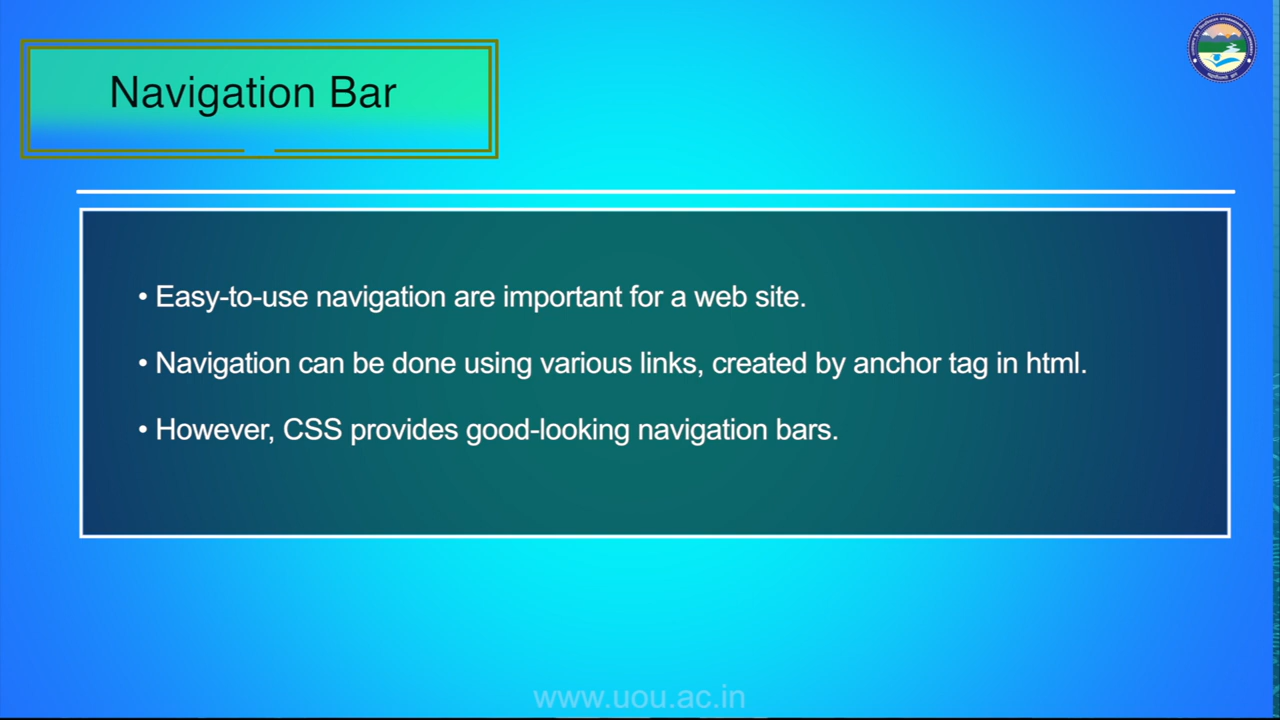 Navigation Bar
• Easy-to-use navigation are important for a web site.
• Navigation can be done using various links, created by anchor tag in html.
• However, CSS provides good-looking navigation bars.
www.uou.ac.in